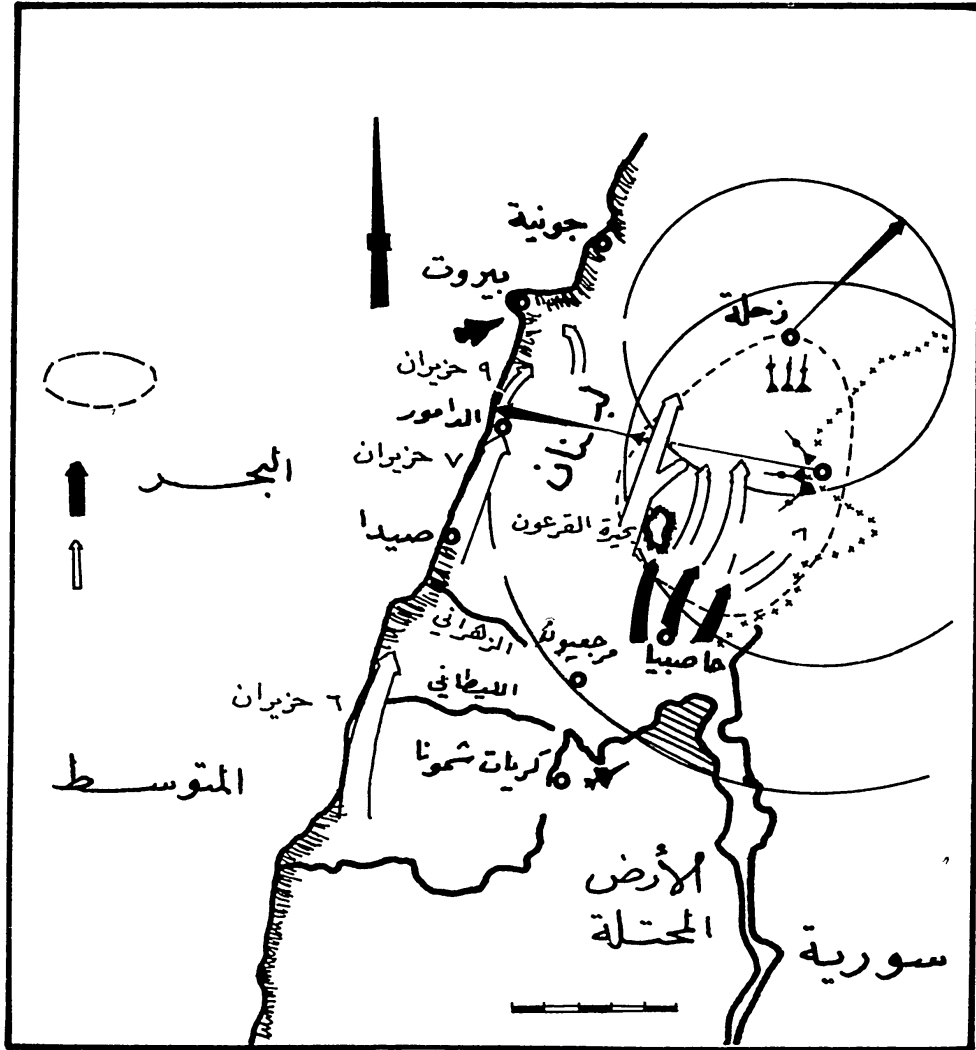 جونية
بيروت
زحلة
٩ حزيران
الدامور
لبنان
٧ حزيران
البحر
صيدا
بحيرة القرعون
الزهراني
مرجعيون
حاصبيا
الليطاني
٦ حزيران
كريات شمونا
المتوسط
الأرض
المحتلة
سورية